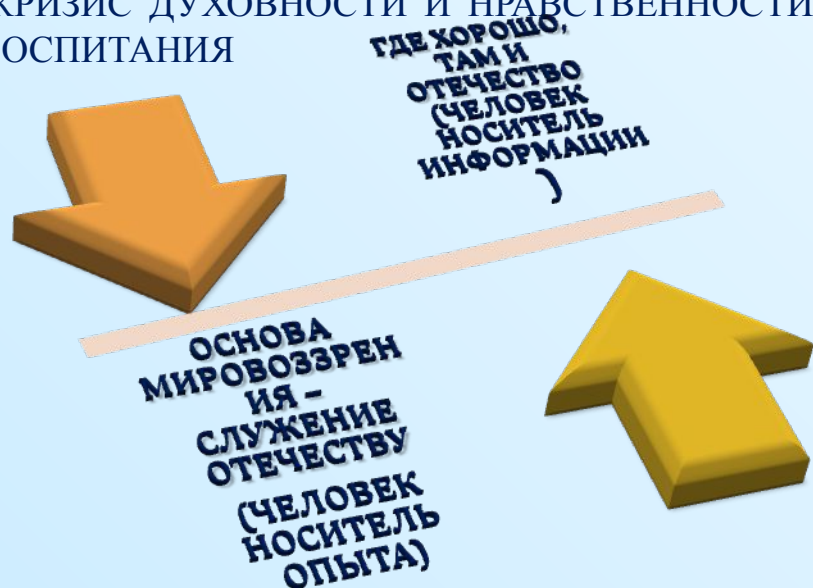 КРИЗИС ДУХОВНОСТИ И НРАВСТВЕННОСТИ
ОСПИТАНИЯ
ГДЕ ХОРОШО,
ТАМ И
ОТЕЧЕСТВО
(ЧЕЛОВЕК
НОСИТЕЛЬ
ИНФОРМАЦИИ
)
ОСНОВА
МИРОВОЗЗРЕН
ИЯ –
СЛУЖЕНИЕ
ОТЕЧЕСТВУ
(ЧЕЛОВЕК
НОСИТЕЛЬ
ОПЫТА)